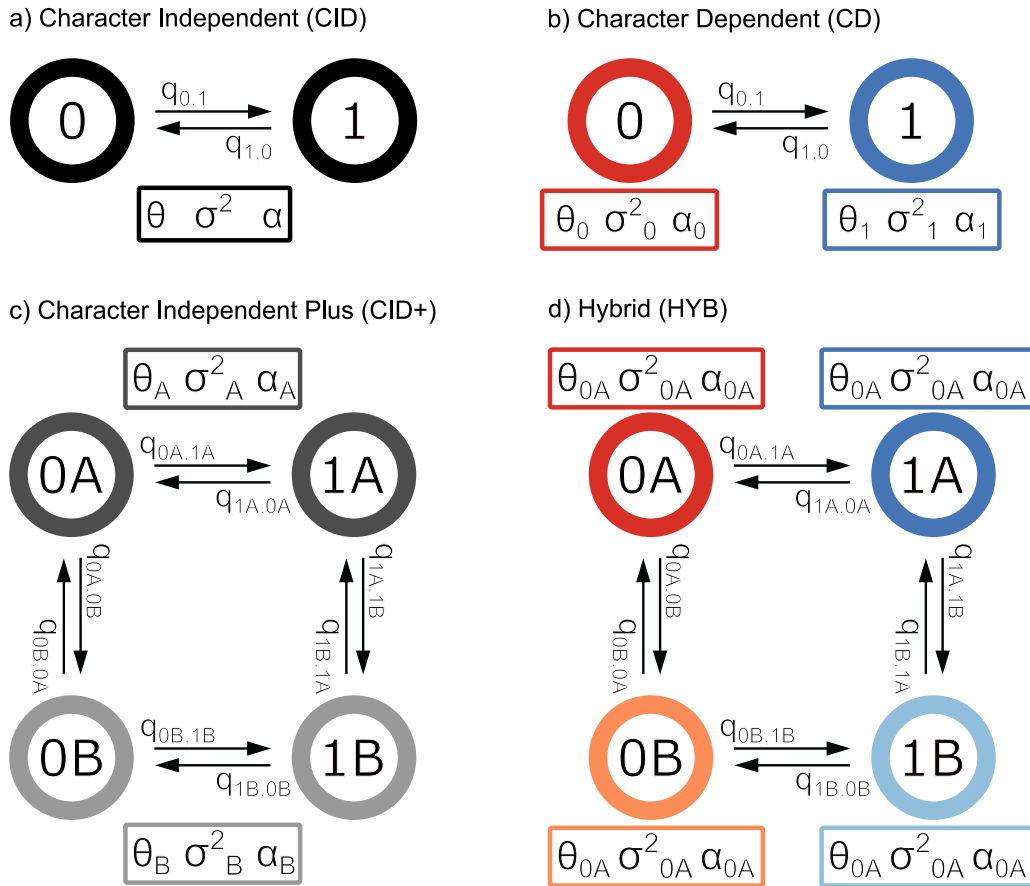 a) Character Independent (CID)
0
q0.1
q1.0
1
θ σ² α
b) Character Dependent (CD)
0
q0.1
q1.0
1
θ0 σ²0 α0
θ1 σ²1 α1
c) Character Independent Plus (CID+)
θA σ²A αA
0A
q0A.1A
q1A.0A
1A
q0A.0B
q0B.0A
q1A.1B
q1B.1A
0B
q0B.1B
q1B.0B
1B
θB σ²B αB
d) Hybrid (HYB)
θ0A σ²0A α0A
θ0A σ²0A α0A
0A
q0A.1A
q1A.0A
1A
q0A.0B
q0B.0A
q1A.1B
q1B.1A
0B
q0B.1B
q1B.0B
1B
θ0A σ²0A α0A
θ0A σ²0A α0A